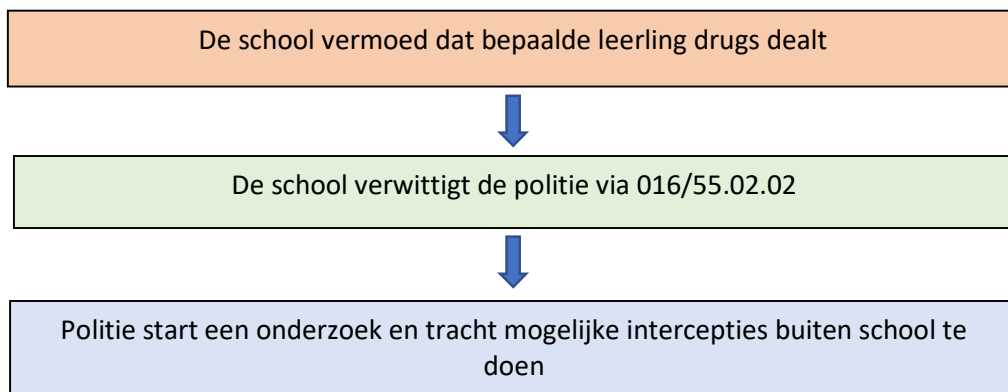 De school vermoed dat bepaalde leerling drugs dealt
De school verwittigt de politie via 016/55.02.02
Politie start een onderzoek en tracht mogelijke intercepties buiten school te
doen